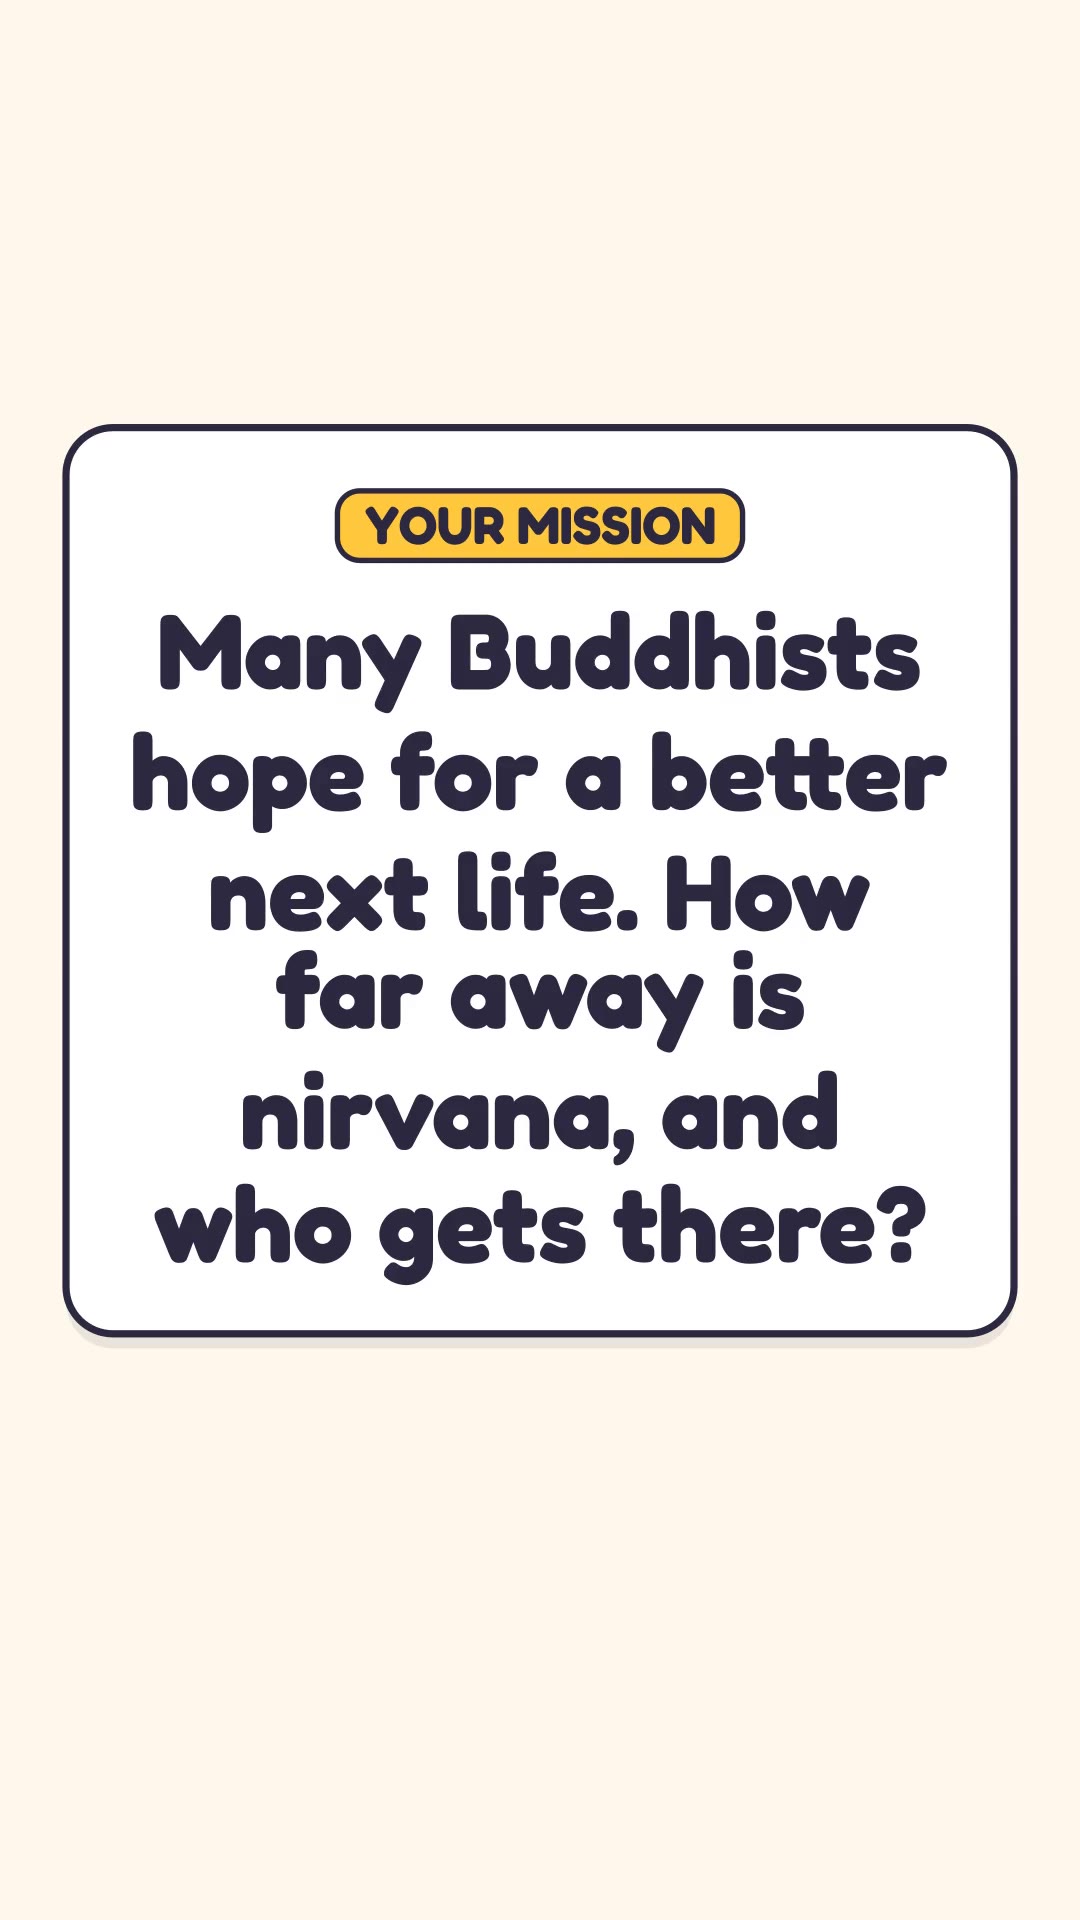 YOUR MISSION
Many Buddhists
hope for a better
next life. How
far away is
nirvana, and
who gets there?